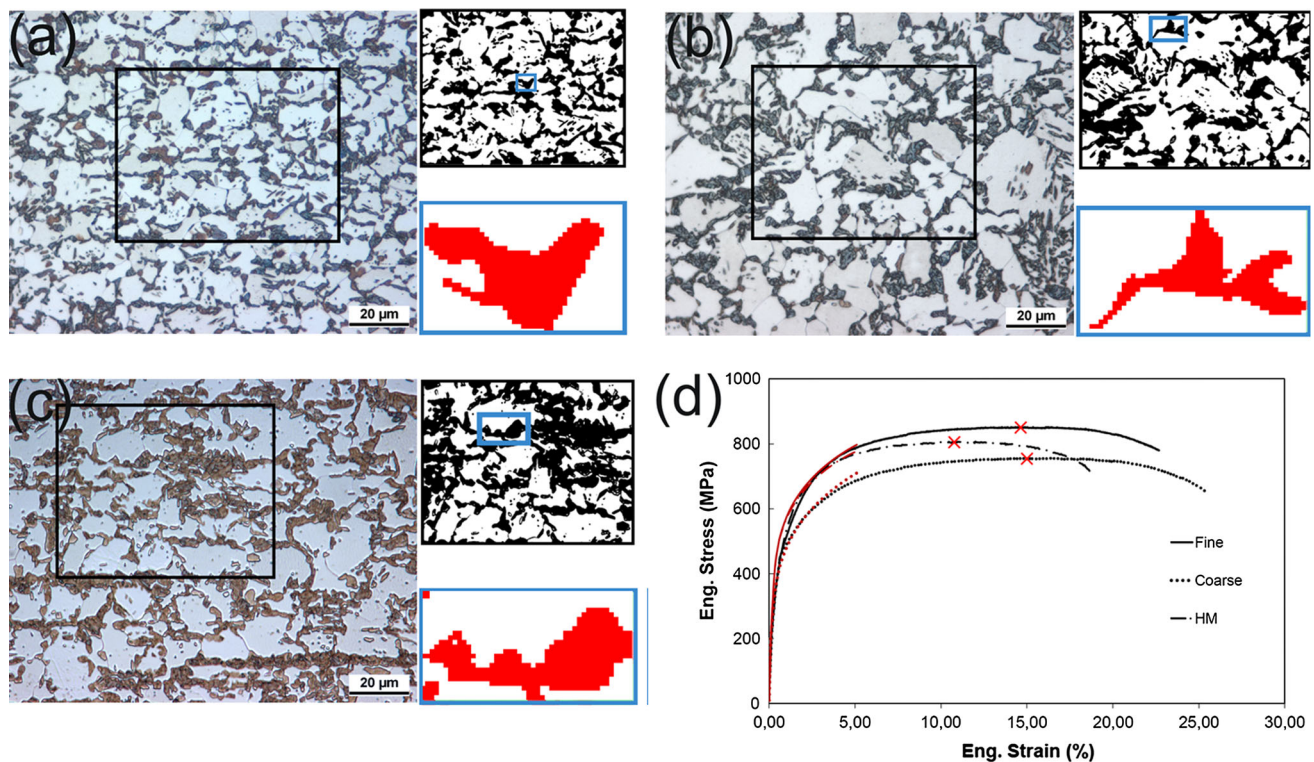 (a)
20 µm
(b)
20 µm
(c)
20 µm
(d)
1000
800
600
400
200
0
Eng. Stress (MPa)
Fine
Coarse
HM
0,00 5,00 10,00 15,00 20,00 25,00 30,00
Eng. Strain (%)